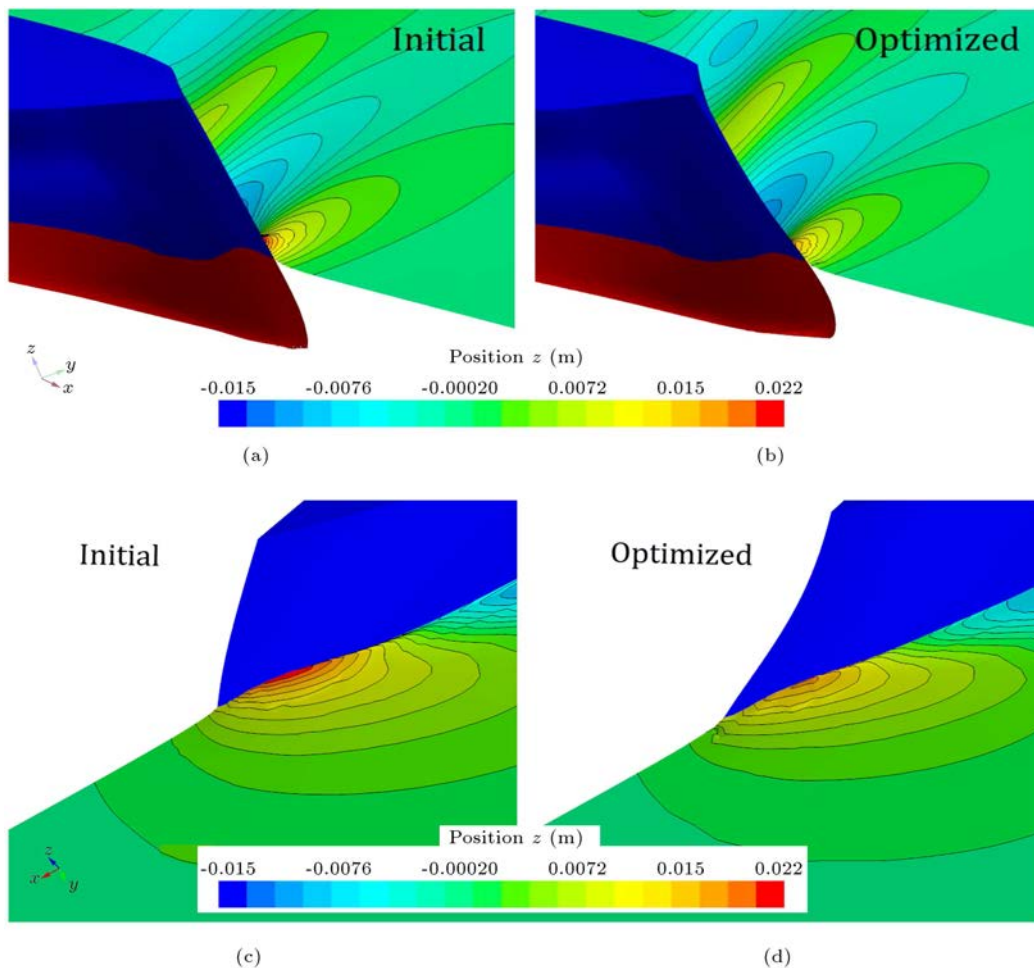 Initial
Optimized
z
y
x
Position z (m)
-0.015 -0.0076 -0.00020 0.0072 0.015 0.022
(a)
(b)
Initial
Optimized
z
x
y
Position z (m)
-0.015 -0.0076 -0.00020 0.0072 0.015 0.022
(c)
(d)